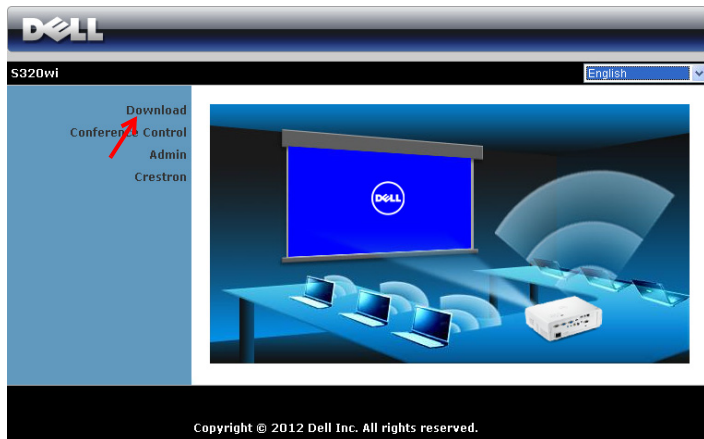 DELL
S320wi
English
Download
Conference Control
Admin
Crestron
DELL
Copyright © 2012 Dell Inc. All rights reserved.